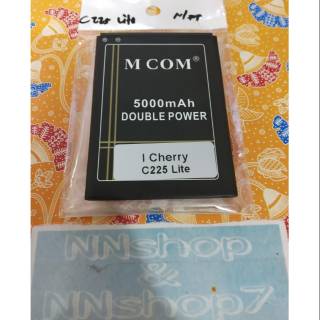 C225 Lite
M COM®
5000mAh
DOUBLE POWER
I Cherry
C225 Lite
NNshop
&
NNshop7